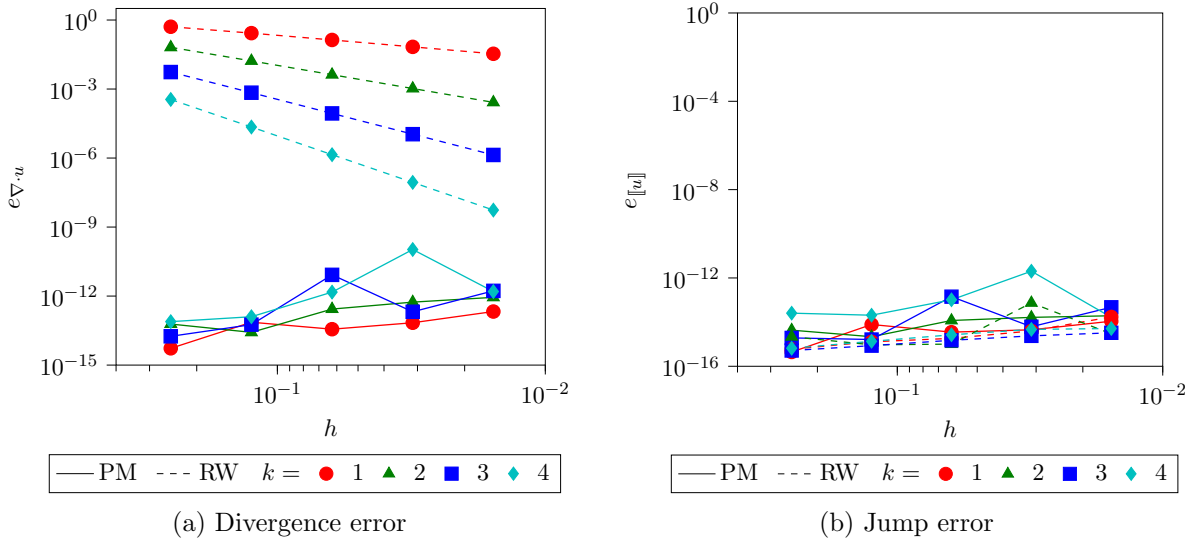 10^0
10^−3
10^−6
10^−9
10^−12
10^−15
e_{∇·u}
10^−1
10^−2
h
PM RW k = 1 2 3 4
(a) Divergence error
10^0
10^−4
10^−8
10^−12
10^−16
e_{⟦u⟧}
10^−1
10^−2
h
PM RW k = 1 2 3 4
(b) Jump error